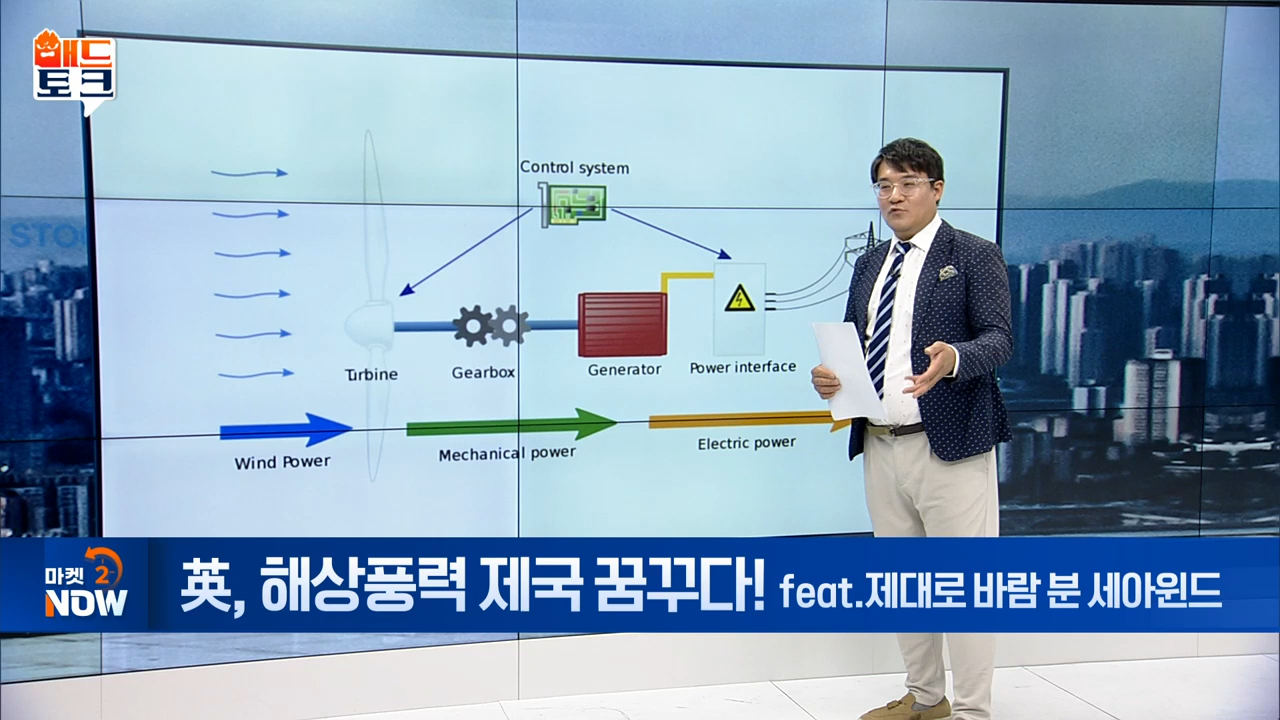 매드
토크
STO
Control system
Turbine
Gearbox
Generator
Power interface
Wind Power
Mechanical power
Electric power
마켓 2
NOW
英, 해상풍력 제국 꿈꾸다! feat.제대로 바람 분 세아윈드